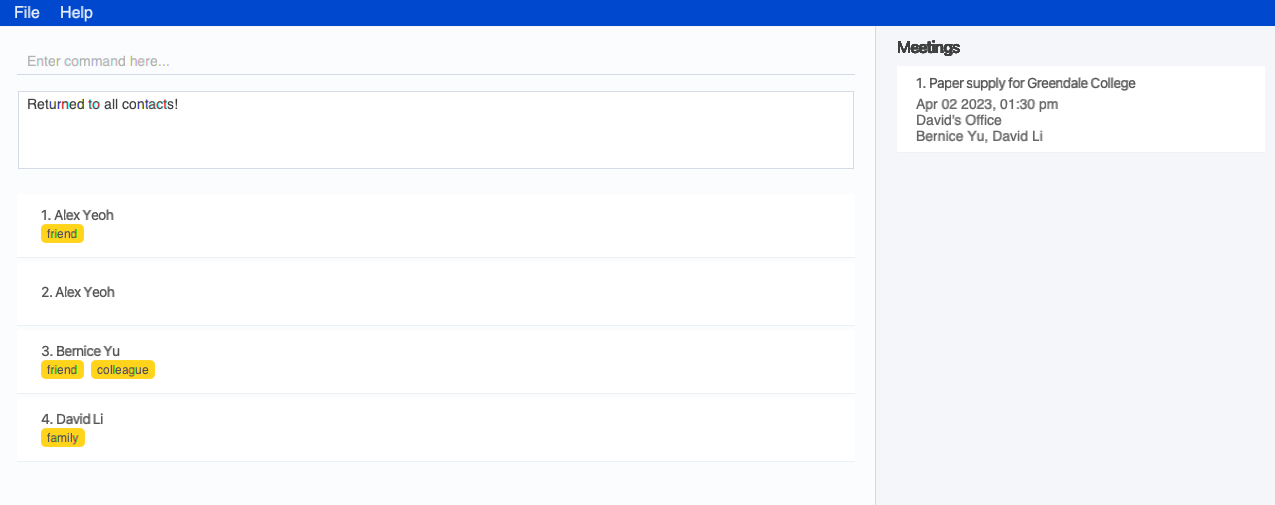 File Help
Enter command here...
Returned to all contacts!
1. Alex Yeoh
friend
2. Alex Yeoh
3. Bernice Yu
friend colleague
4. David Li
family
Meetings
1. Paper supply for Greendale College
Apr 02 2023, 01:30 pm
David's Office
Bernice Yu, David Li